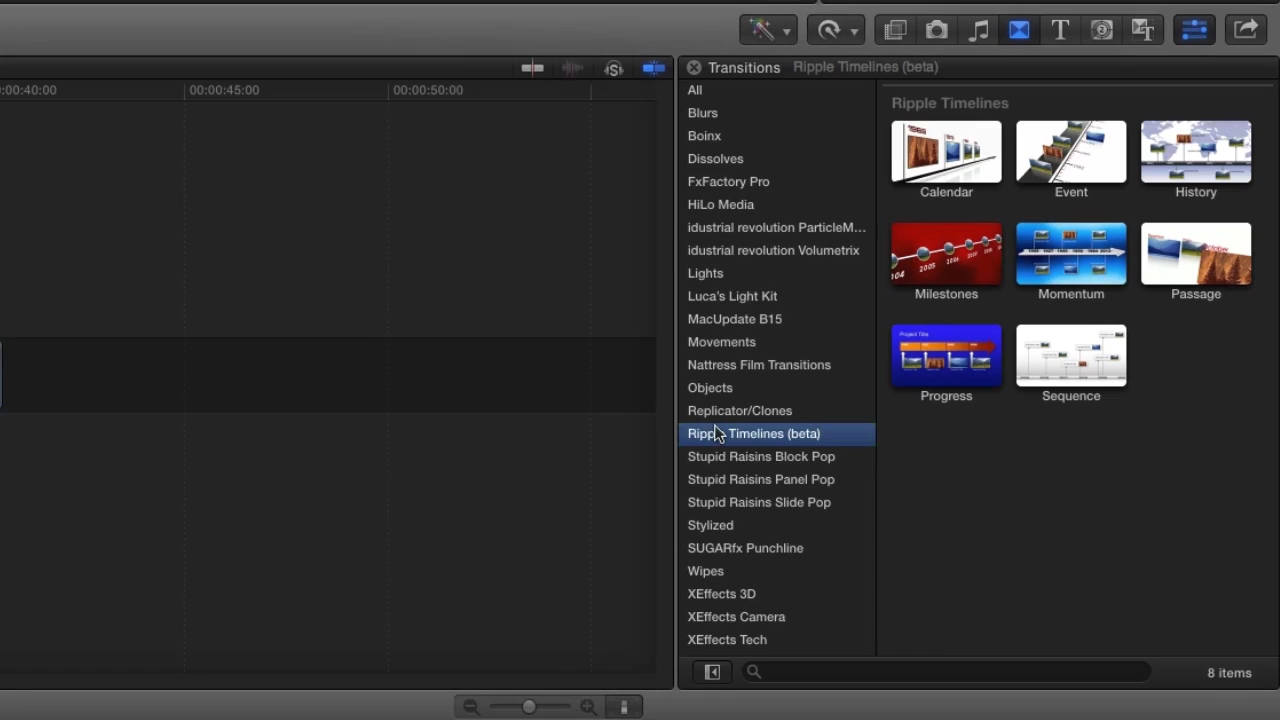 T
Transitions Ripple Timelines (beta)
:00:40:00 00:00:45:00 00:00:50:00
All
Blurs
Boinx
Dissolves
FxFactory Pro
HiLo Media
idustrial revolution ParticleM...
idustrial revolution Volumetrix
Lights
Luca's Light Kit
MacUpdate B15
Movements
Nattress Film Transitions
Objects
Replicator/Clones
Ripple Timelines (beta)
Stupid Raisins Block Pop
Stupid Raisins Panel Pop
Stupid Raisins Slide Pop
Stylized
SUGARfx Punchline
Wipes
XEffects 3D
XEffects Camera
XEffects Tech
Ripple Timelines
Calendar Event History
2005
Milestones Momentum Passage
Project Title
Progress Sequence
8 items